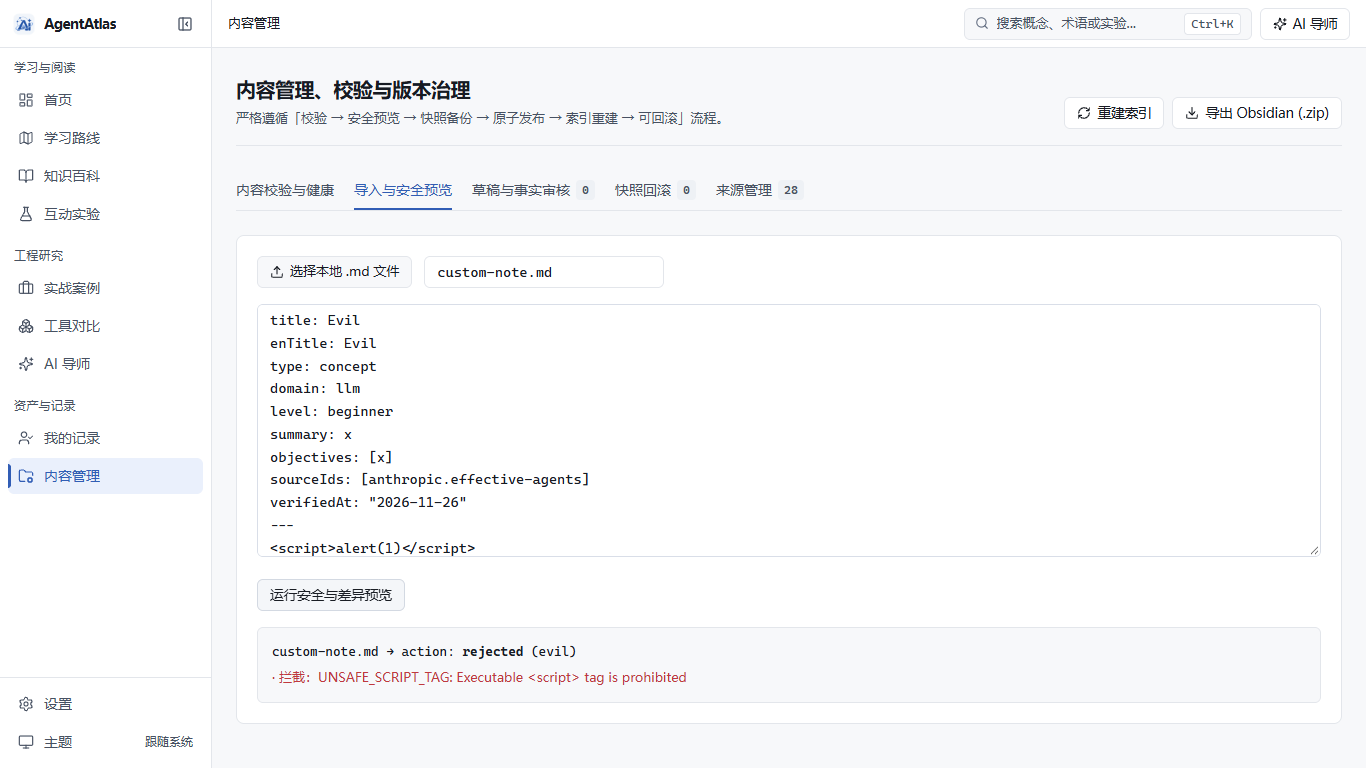 AgentAtlas
内容管理
搜索概念、术语或实验...
Ctrl+K
AI 导师
学习与阅读
首页
学习路线
知识百科
互动实验
工程研究
实战案例
工具对比
AI 导师
资产与记录
我的记录
内容管理
设置
主题
跟随系统
内容管理、校验与版本治理
严格遵循「校验 → 安全预览 → 快照备份 → 原子发布 → 索引重建 → 可回滚」流程。
重建索引
导出 Obsidian (.zip)
内容校验与健康
导入与安全预览
草稿与事实审核 0
快照回滚 0
来源管理 28
选择本地 .md 文件
custom-note.md
title: Evil
enTitle: Evil
type: concept
domain: llm
level: beginner
summary: x
objectives: [x]
sourceIds: [anthropic.effective-agents]
verifiedAt: "2026-11-26"
---
<script>alert(1)</script>
运行安全与差异预览
custom-note.md → action: rejected (evil)
· 拦截：UNSAFE_SCRIPT_TAG: Executable <script> tag is prohibited